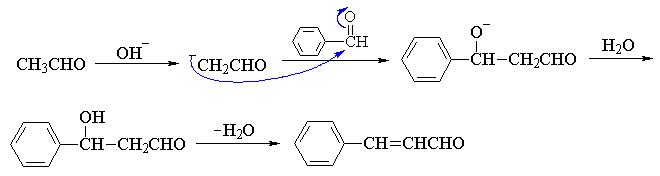 O
O⁻
CH₃CHO OH⁻ ⁻CH₂CHO CH CH–CH₂CHO H₂O
OH
CH–CH₂CHO –H₂O CH=CHCHO